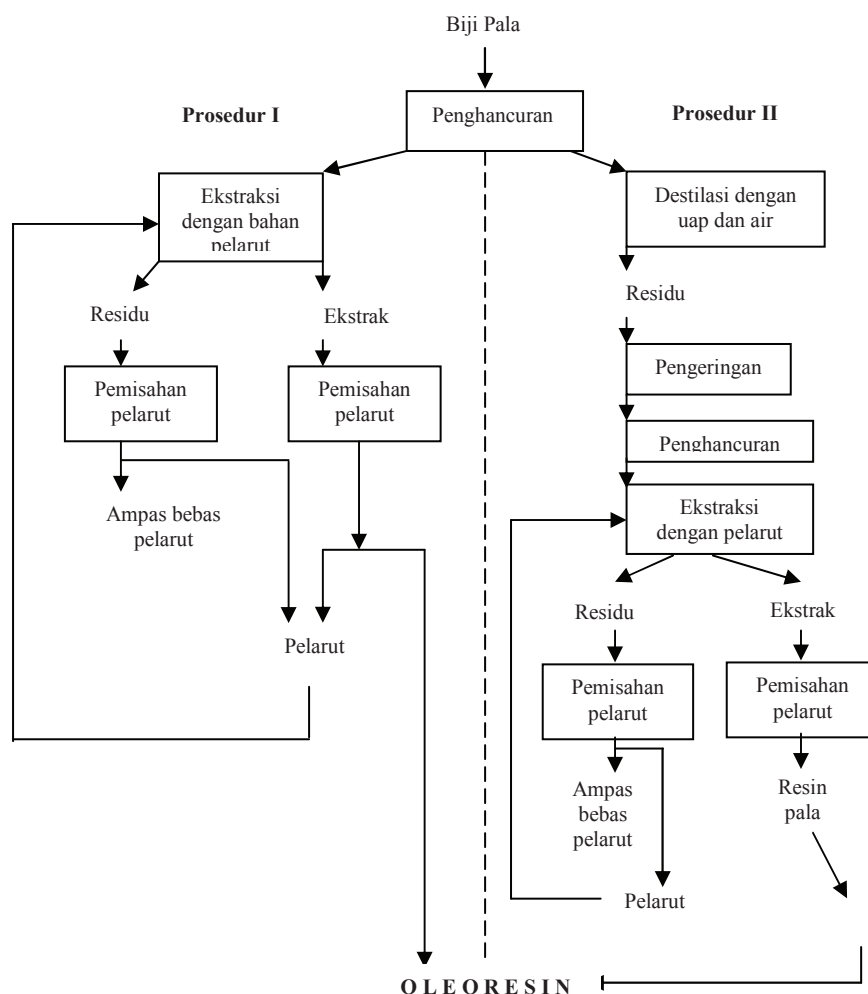 Biji Pala
Penghancuran
Prosedur I
Ekstraksi
dengan bahan
pelarut
Residu
Ekstrak
Pemisahan
pelarut
Pemisahan
pelarut
Ampas bebas
pelarut
Pelarut
Prosedur II
Destilasi dengan
uap dan air
Residu
Pengeringan
Penghancuran
Ekstraksi
dengan pelarut
Residu
Ekstrak
Pemisahan
pelarut
Pemisahan
pelarut
Ampas
bebas
pelarut
Resin
pala
Pelarut
O L E O R E S I N